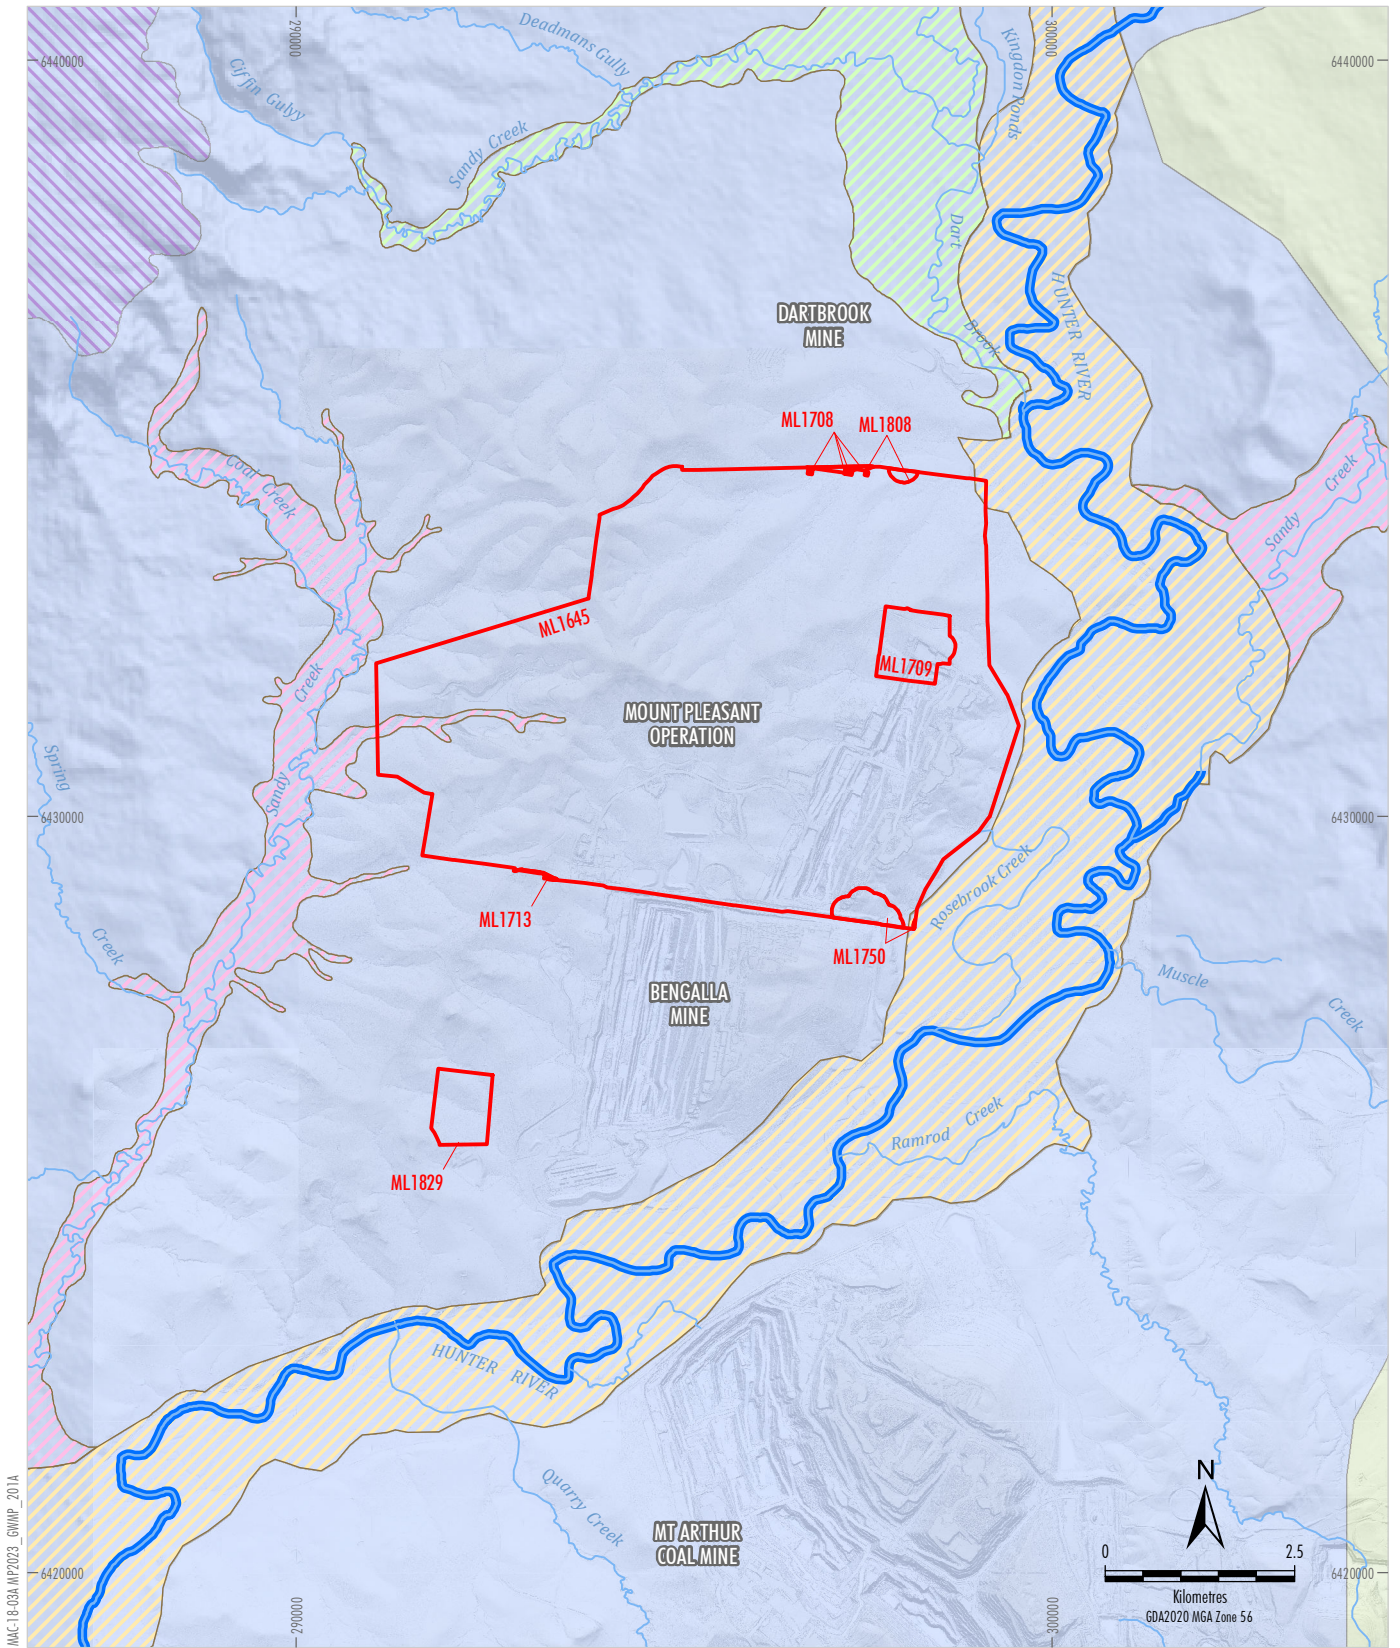 290000
300000
6440000
6440000
Deadmans Gully
Giffin Gulyy
Kingdon Ponds
Sandy Creek
Dart
Brook
HUNTER RIVER
DARTBROOK
MINE
ML1708
ML1808
Coal Creek
Sandy Creek
ML1645
ML1709
Sandy Creek
MOUNT PLEASANT
OPERATION
Spring
Creek
6430000
6430000
Rosebrook Creek
ML1713
ML1750
Muscle
Creek
BENGALLA
MINE
Ramrod Creek
ML1829
HUNTER RIVER
Quarry Creek
MT ARTHUR
COAL MINE
N
0 2.5
Kilometres
GDA2020 MGA Zone 56
6420000
6420000
290000
300000
MAC-18-03A MP2023_GWMP_201A